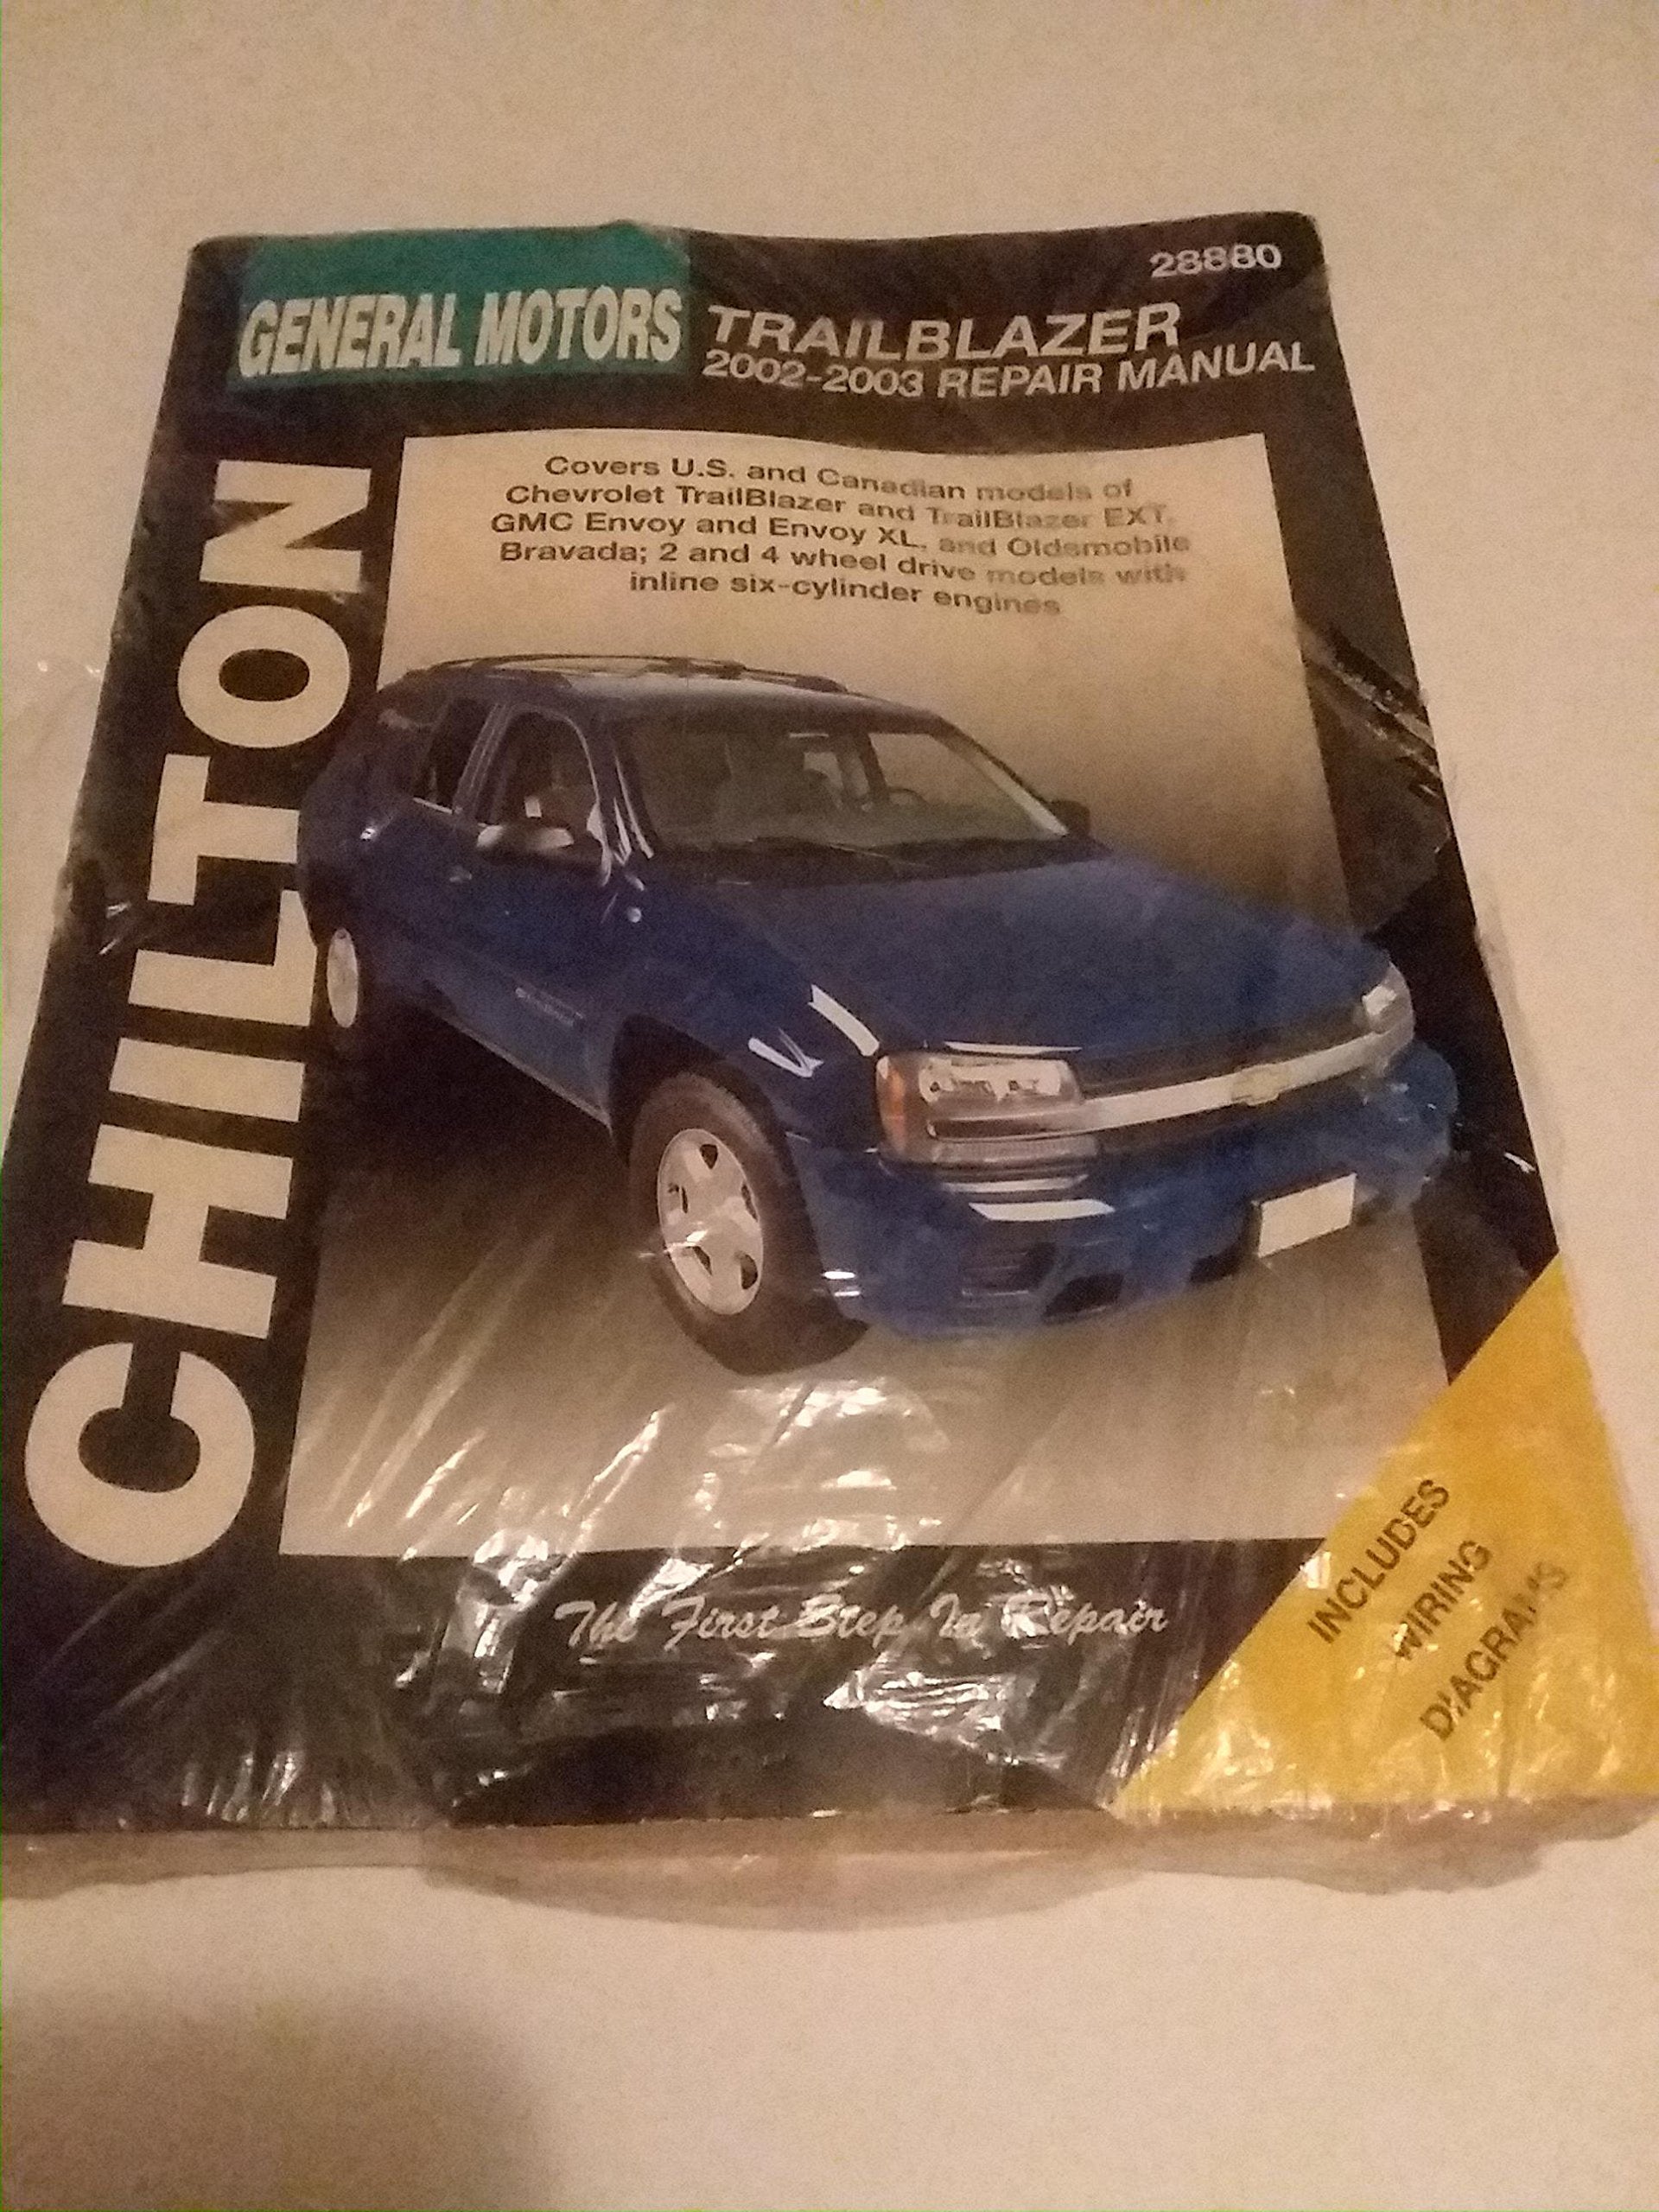 28880
GENERAL MOTORS
TRAILBLAZER
2002-2003 REPAIR MANUAL
CHILTON
Covers U.S. and Canadian models of
Chevrolet TrailBlazer and TrailBlazer EXT,
GMC Envoy and Envoy XL, and Oldsmobile
Bravada; 2 and 4 wheel drive models with
inline six-cylinder engines
The First Step In Repair
INCLUDES
WIRING
DIAGRAMS